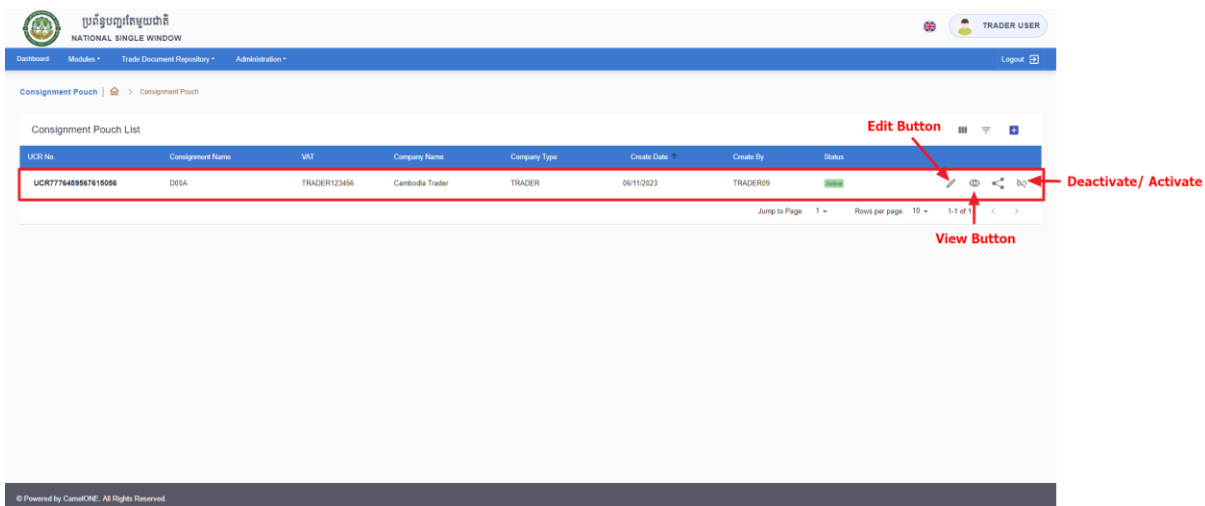 ប្រព័ន្ធបញ្ជរតែមួយជាតិ
NATIONAL SINGLE WINDOW
TRADER USER
Dashboard Modules Trade Document Repository Administration Logout
Consignment Pouch | > Consignment Pouch
Consignment Pouch List
Edit Button
UCR No. Consignment Name VAT Company Name Company Type Create Date Create By Status
UCR7776459567615056 D00A TRADER123456 Cambodia Trader TRADER 06/11/2023 TRADER09 Active
Deactivate/ Activate
Jump to Page: 1 Rows per page: 10 1-1 of 1 < >
View Button
© Powered by CamelONE. All Rights Reserved.